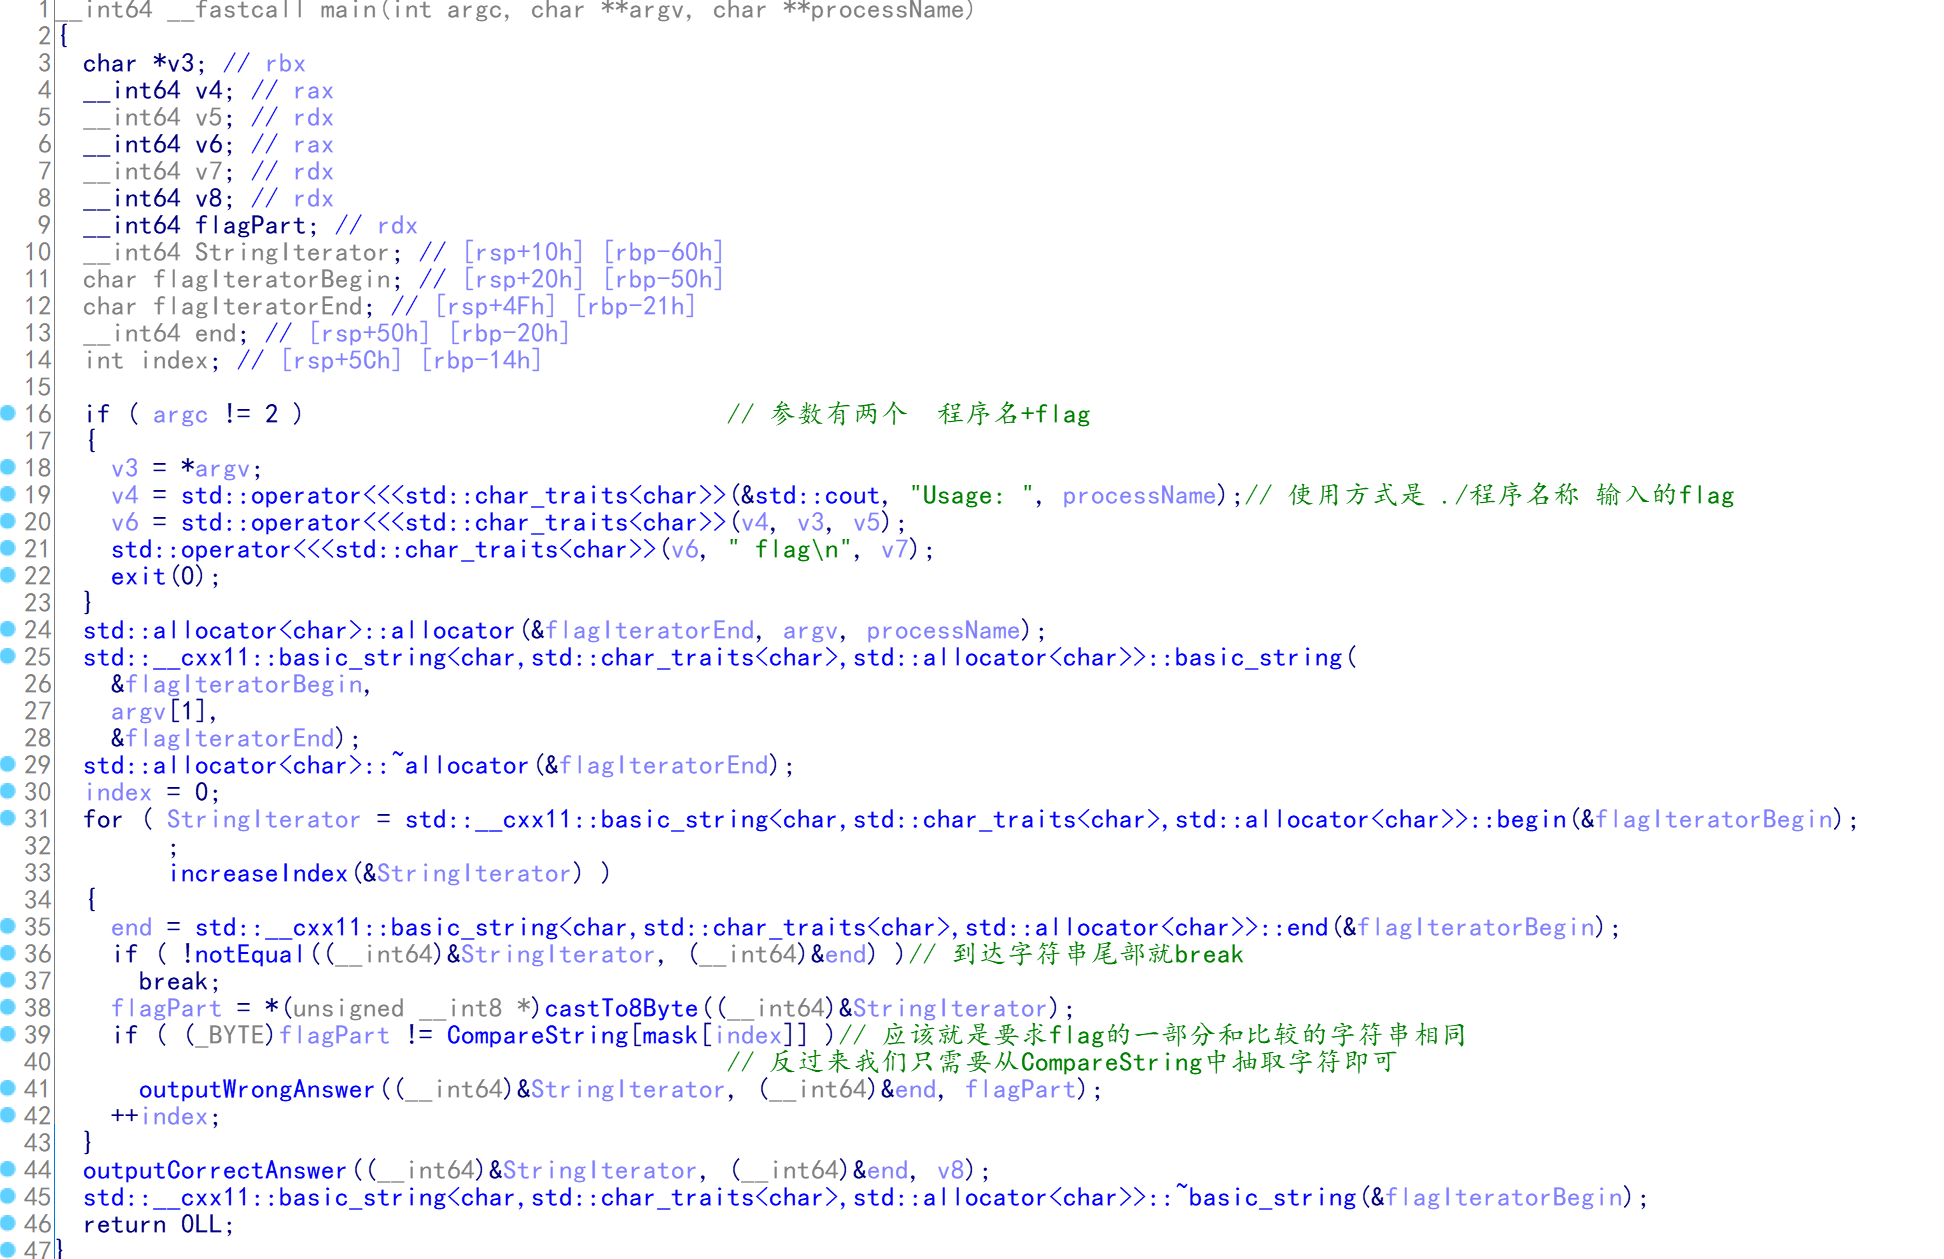 1 __int64 __fastcall main(int argc, char **argv, char **processName)
2 {
3   char *v3; // rbx
4   __int64 v4; // rax
5   __int64 v5; // rdx
6   __int64 v6; // rax
7   __int64 v7; // rdx
8   __int64 v8; // rdx
9   __int64 flagPart; // rdx
10   __int64 StringIterator; // [rsp+10h] [rbp-60h]
11   char flagIteratorBegin; // [rsp+20h] [rbp-50h]
12   char flagIteratorEnd; // [rsp+4Fh] [rbp-21h]
13   __int64 end; // [rsp+50h] [rbp-20h]
14   int index; // [rsp+5Ch] [rbp-14h]
15
16   if ( argc != 2 )                              // 参数有两个  程序名+flag
17   {
18     v3 = *argv;
19     v4 = std::operator<<<std::char_traits<char>>(&std::cout, "Usage: ", processName);// 使用方式是 ./程序名称 输入的flag
20     v6 = std::operator<<<std::char_traits<char>>(v4, v3, v5);
21     std::operator<<<std::char_traits<char>>(v6, " flag\n", v7);
22     exit(0);
23   }
24   std::allocator<char>::allocator(&flagIteratorEnd, argv, processName);
25   std::__cxx11::basic_string<char,std::char_traits<char>,std::allocator<char>>::basic_string(
26     &flagIteratorBegin,
27     argv[1],
28     &flagIteratorEnd);
29   std::allocator<char>::~allocator(&flagIteratorEnd);
30   index = 0;
31   for ( StringIterator = std::__cxx11::basic_string<char,std::char_traits<char>,std::allocator<char>>::begin(&flagIteratorBegin);
32         ;
33         increaseIndex(&StringIterator) )
34   {
35     end = std::__cxx11::basic_string<char,std::char_traits<char>,std::allocator<char>>::end(&flagIteratorBegin);
36     if ( !notEqual((__int64)&StringIterator, (__int64)&end) )// 到达字符串尾部就break
37       break;
38     flagPart = *(unsigned __int8 *)castTo8Byte((__int64)&StringIterator);
39     if ( (_BYTE)flagPart != CompareString[mask[index]] )// 应该就是要求flag的一部分和比较的字符串相同
40                                                 // 反过来我们只需要从CompareString中抽取字符即可
41       outputWrongAnswer((__int64)&StringIterator, (__int64)&end, flagPart);
42     ++index;
43   }
44   outputCorrectAnswer((__int64)&StringIterator, (__int64)&end, v8);
45   std::__cxx11::basic_string<char,std::char_traits<char>,std::allocator<char>>::~basic_string(&flagIteratorBegin);
46   return 0LL;
47 }